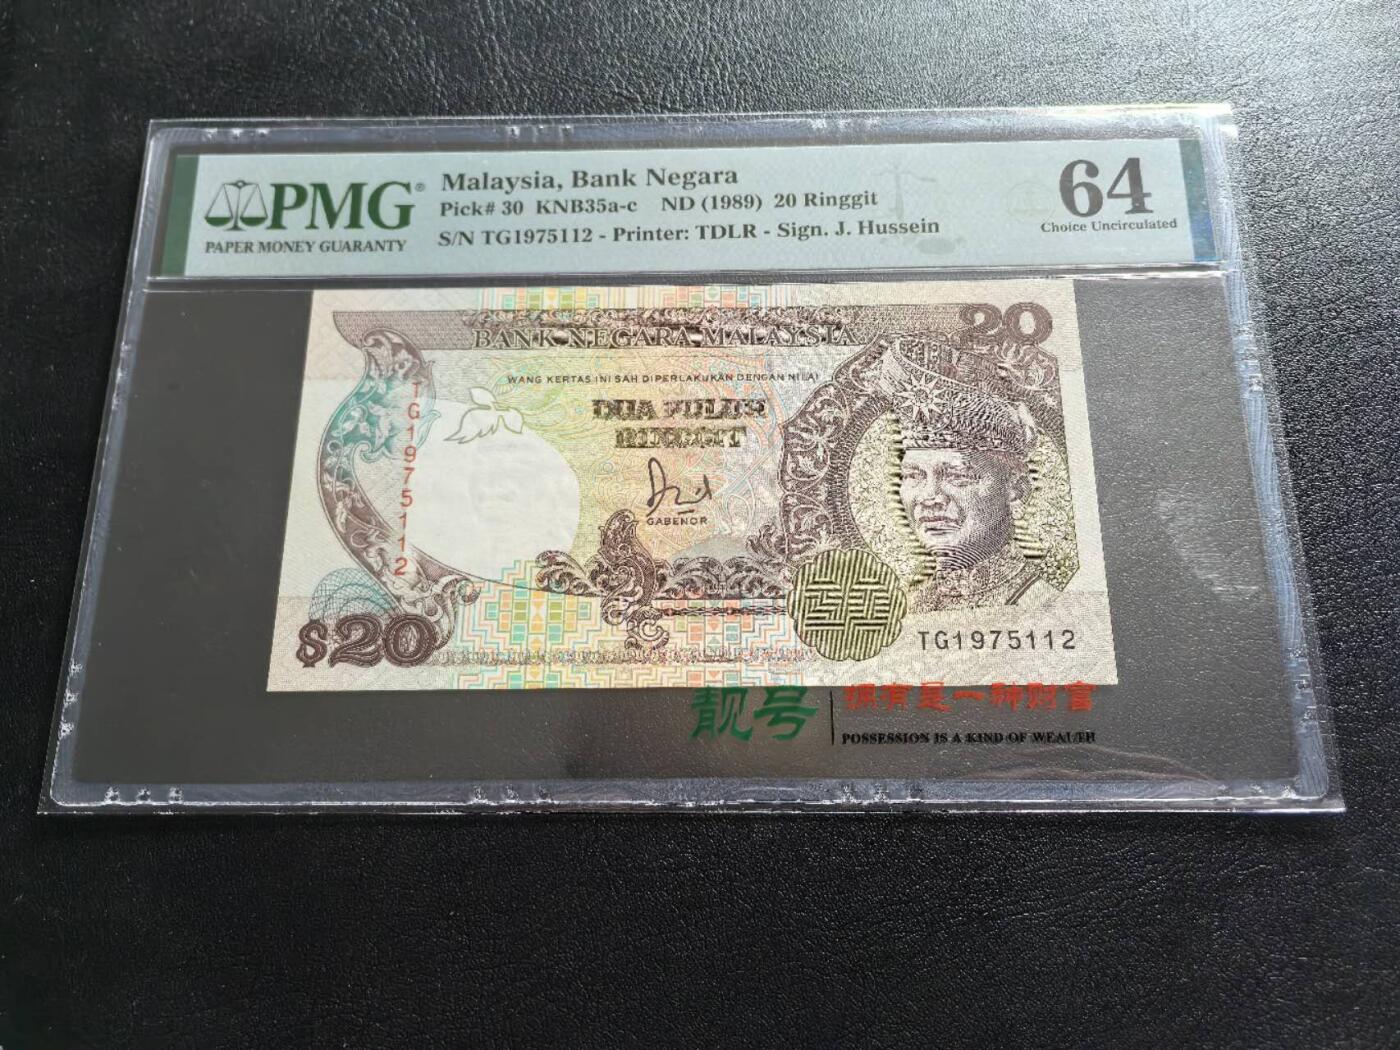 PMG®
PAPER MONEY GUARANTY
Malaysia, Bank Negara
Pick# 30 KNB35a-c ND (1989) 20 Ringgit
S/N TG1975112 - Printer: TDLR - Sign. J. Hussein
64
Choice Uncirculated
20
BANK NEGARA MALAYSIA
WANG KERTAS INI SAH DIPERLAKUKAN DENGAN NILAI
DUA PULUH
RINGGIT
GABENOR
TG1975112
$20
TG1975112
靓号
拥有是一种财富
POSSESSION IS A KIND OF WEALTH